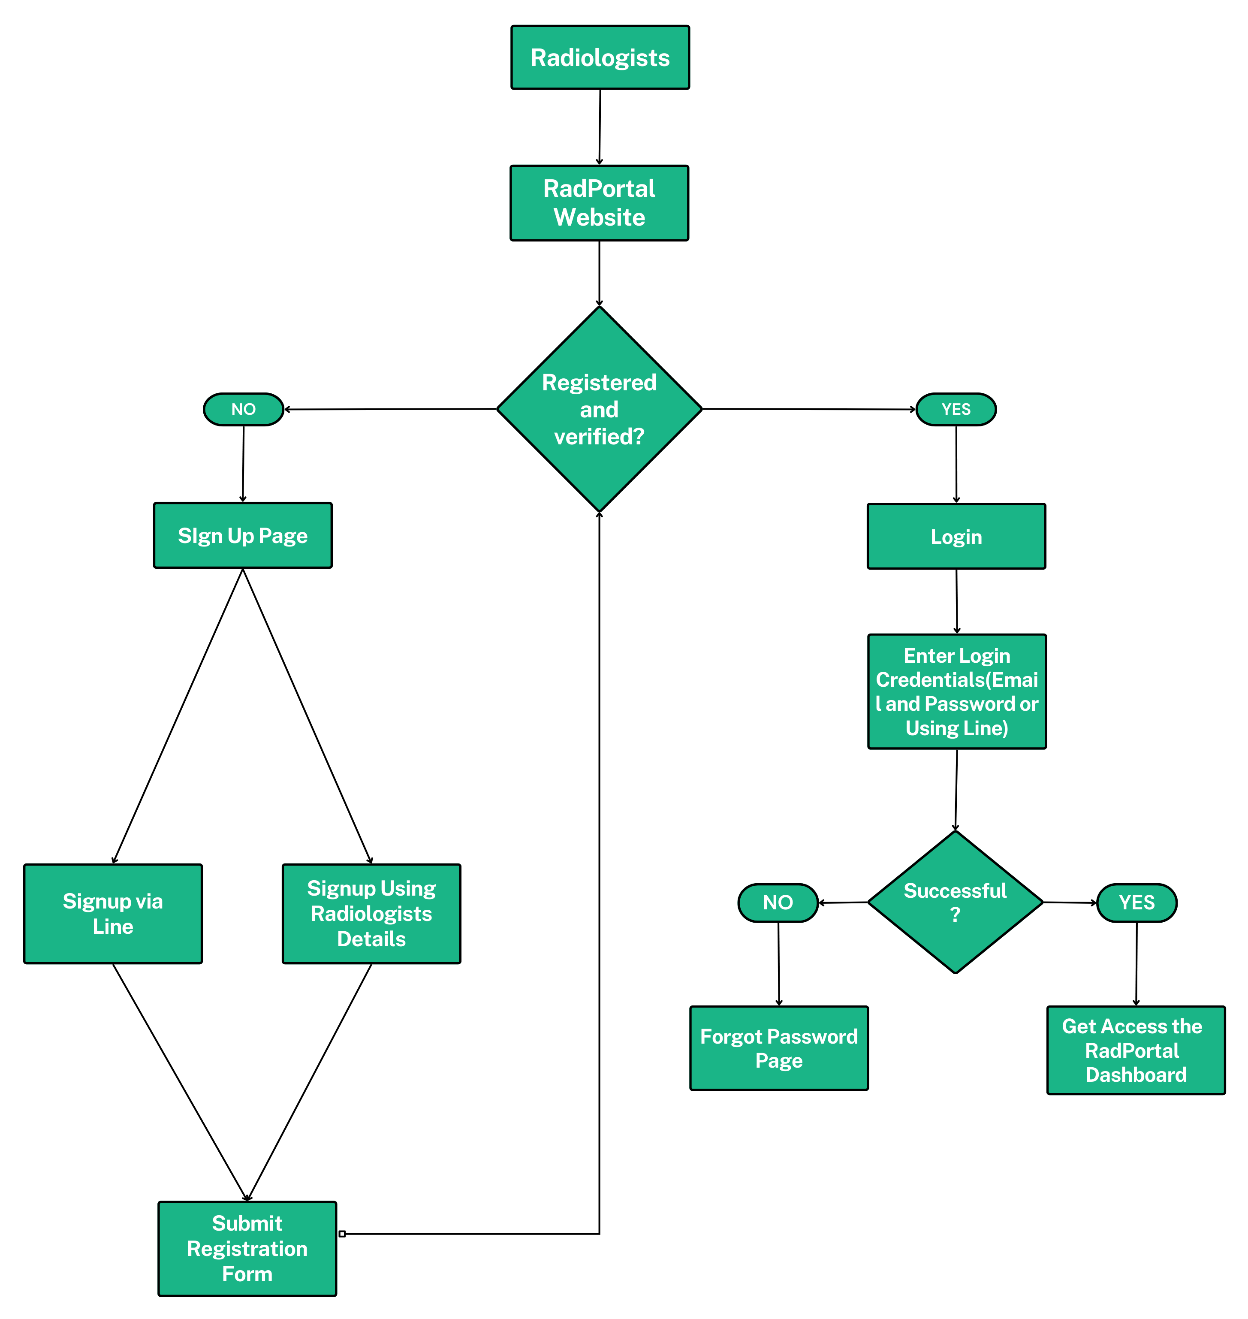 Radiologists
RadPortal
Website
Registered
and
verified?
NO
YES
SIgn Up Page
Login
Enter Login
Credentials(Emai
l and Password or
Using Line)
Signup via
Line
Signup Using
Radiologists
Details
Successful
?
NO
YES
Forgot Password
Page
Get Access the
RadPortal
Dashboard
Submit
Registration
Form